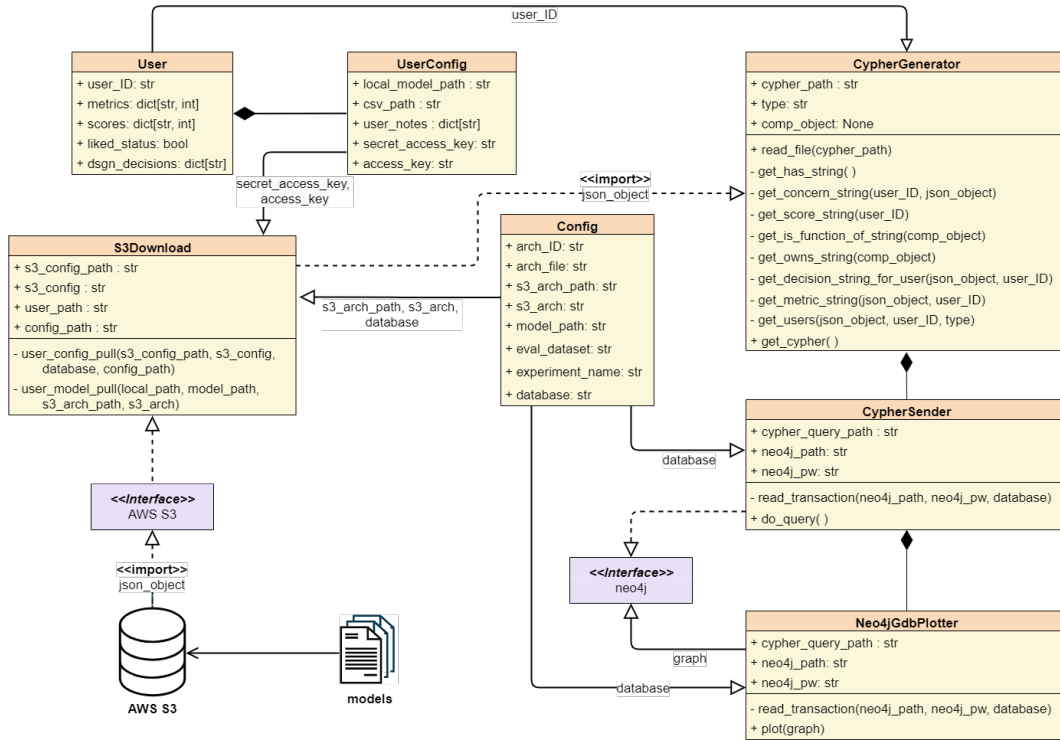 user_ID
User
+ user_ID: str
+ metrics: dict[str, int]
+ scores: dict[str, int]
+ liked_status: bool
+ dsgn_decisions: dict[str]
UserConfig
+ local_model_path : str
+ csv_path : str
+ user_notes : dict[str]
+ secret_access_key: str
+ access_key: str
secret_access_key,
access_key
CypherGenerator
+ cypher_path : str
+ type: str
+ comp_object: None
+ read_file(cypher_path)
- get_has_string( )
- get_concern_string(user_ID, json_object)
- get_score_string(user_ID)
- get_is_function_of_string(comp_object)
- get_owns_string(comp_object)
- get_decision_string_for_user(json_object, user_ID)
- get_metric_string(json_object, user_ID)
- get_users(json_object, user_ID, type)
+ get_cypher( )
<<import>>
json_object
S3Download
+ s3_config_path : str
+ s3_config : str
+ user_path : str
+ config_path : str
- user_config_pull(s3_config_path, s3_config,
database, config_path)
- user_model_pull(local_path, model_path,
s3_arch_path, s3_arch)
s3_arch_path, s3_arch,
database
Config
+ arch_ID: str
+ arch_file: str
+ s3_arch_path: str
+ s3_arch: str
+ model_path: str
+ eval_dataset: str
+ experiment_name: str
+ database: str
database
CypherSender
+ cypher_query_path : str
+ neo4j_path: str
+ neo4j_pw: str
- read_transaction(neo4j_path, neo4j_pw, database)
+ do_query( )
<<Interface>>
AWS S3
<<import>>
json_object
AWS S3
models
<<Interface>>
neo4j
graph
database
Neo4jGdbPlotter
+ cypher_query_path : str
+ neo4j_path: str
+ neo4j_pw: str
- read_transaction(neo4j_path, neo4j_pw, database)
+ plot(graph)